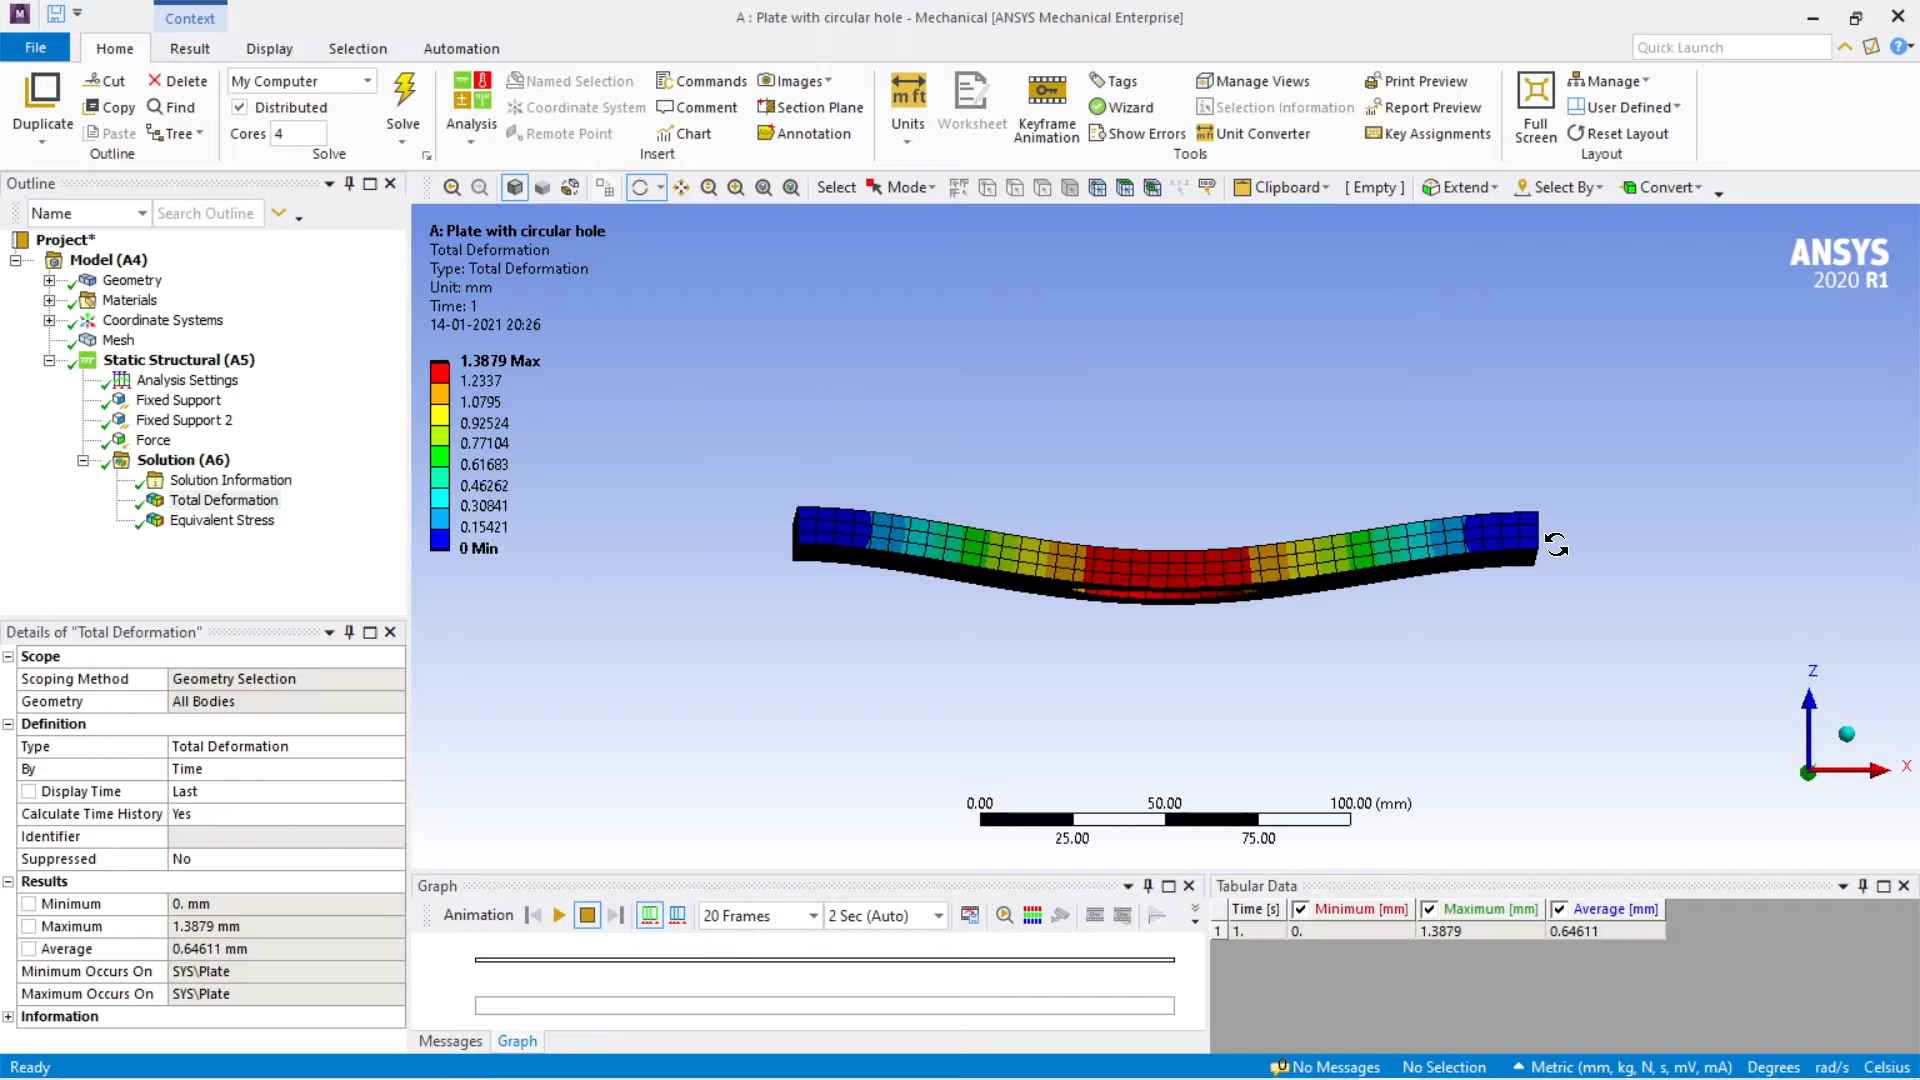 Context
A : Plate with circular hole - Mechanical [ANSYS Mechanical Enterprise]
File Home Result Display Selection Automation
Quick Launch
Duplicate
Cut
Copy
Paste
Delete
Find
Tree
Outline
My Computer
Distributed
Cores 4
Solve
Solve
Analysis
Named Selection
Coordinate System
Remote Point
Commands
Comment
Chart
Images
Section Plane
Annotation
Insert
Units
Worksheet
Keyframe
Animation
Tags
Wizard
Show Errors
Manage Views
Selection Information
Unit Converter
Print Preview
Report Preview
Key Assignments
Tools
Full
Screen
Manage
User Defined
Reset Layout
Layout
Outline
Select Mode Clipboard [ Empty ] Extend Select By Convert
Name Search Outline
Project*
Model (A4)
Geometry
Materials
Coordinate Systems
Mesh
Static Structural (A5)
Analysis Settings
Fixed Support
Fixed Support 2
Force
Solution (A6)
Solution Information
Total Deformation
Equivalent Stress
A: Plate with circular hole
Total Deformation
Type: Total Deformation
Unit: mm
Time: 1
14-01-2021 20:26
1.3879 Max
1.2337
1.0795
0.92524
0.77104
0.61683
0.46262
0.30841
0.15421
0 Min
ANSYS
2020 R1
Z
X
0.00 50.00 100.00 (mm)
25.00 75.00
Details of "Total Deformation"
Scope
Scoping Method Geometry Selection
Geometry All Bodies
Definition
Type Total Deformation
By Time
Display Time Last
Calculate Time History Yes
Identifier
Suppressed No
Results
Minimum 0. mm
Maximum 1.3879 mm
Average 0.64611 mm
Minimum Occurs On SYS\Plate
Maximum Occurs On SYS\Plate
Information
Graph
Animation 20 Frames 2 Sec (Auto)
Messages Graph
Tabular Data
Time [s] Minimum [mm] Maximum [mm] Average [mm]
1 1. 0. 1.3879 0.64611
Ready
No Messages No Selection Metric (mm, kg, N, s, mV, mA) Degrees rad/s Celsius